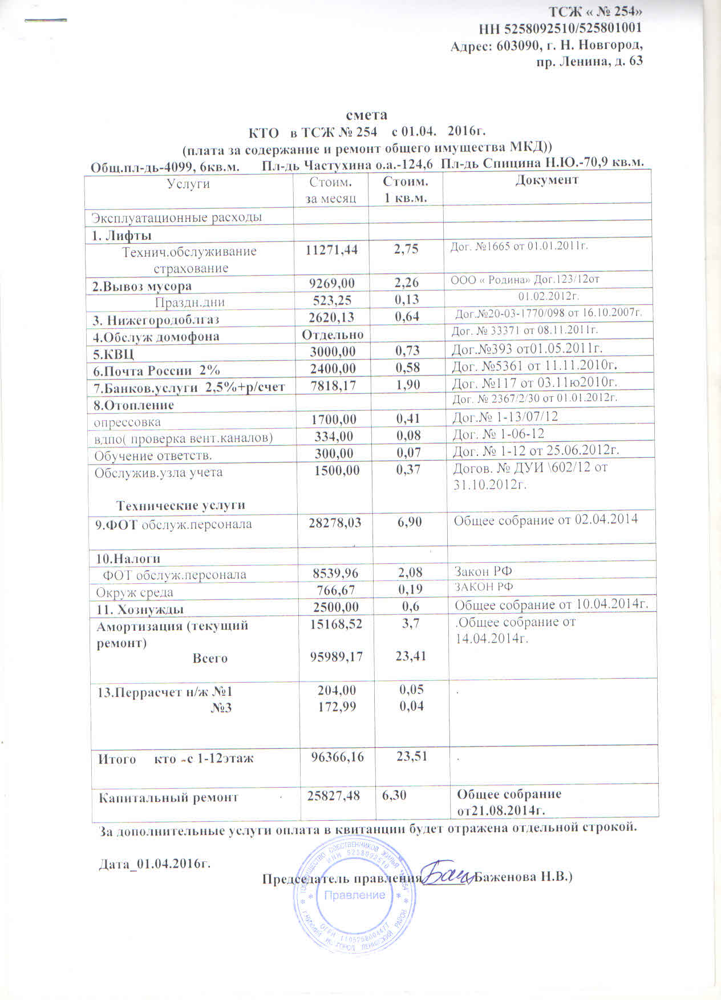 ТСЖ « № 254»
НН 5258092510/525801001
Адрес: 603090, г. Н. Новгород,
пр. Ленина, д. 63
смета
КТО в ТСЖ № 254 с 01.04. 2016г.
(плата за содержание и ремонт общего имущества МКД))
Общ.пл-дь-4099, 6кв.м. Пл-дь Частухина о.а.-124,6 Пл-дь Спицина Н.Ю.-70,9 кв.м.
Услуги Стоим. за месяц Стоим. 1 кв.м. Документ
Эксплуатационные расходы
1. Лифты
Технич.обслуживание 11271,44 2,75 Дог. №1665 от 01.01.2011г.
страхование
2.Вывоз мусора 9269,00 2,26 ООО « Родина» Дог.123/12от
Праздн.дни 523,25 0,13 01.02.2012г.
3. Нижегородоблгаз 2620,13 0,64 Дог.№20-03-1770/098 от 16.10.2007г.
4.Обслуж домофона Отдельно Дог. № 33371 от 08.11.2011г.
5.КВЦ 3000,00 0,73 Дог.№393 от01.05.2011г.
6.Почта России 2% 2400,00 0,58 Дог. №5361 от 11.11.2010г.
7.Банков.услуги 2,5%+р/счет 7818,17 1,90 Дог. №117 от 03.11ю2010г.
8.Отопление Дог. № 2367/2/30 от 01.01.2012г.
опрессовка 1700,00 0,41 Дог.№ 1-13/07/12
вдпо( проверка вент.каналов) 334,00 0,08 Дог. № 1-06-12
Обучение ответств. 300,00 0,07 Дог. № 1-12 от 25.06.2012г.
Обслужив.узла учета 1500,00 0,37 Догов. № ДУИ \602/12 от
31.10.2012г.
Технические услуги
9.ФОТ обслуж.персонала 28278,03 6,90 Общее собрание от 02.04.2014
10.Налоги
ФОТ обслуж.персонала 8539,96 2,08 Закон РФ
Окруж среда 766,67 0,19 ЗАКОН РФ
11. Хознужды 2500,00 0,6 Общее собрание от 10.04.2014г.
Амортизация (текущий 15168,52 3,7 .Общее собрание от
ремонт) 14.04.2014г.
Всего 95989,17 23,41
13.Перрасчет н/ж №1 204,00 0,05 .
№3 172,99 0,04
Итого кто -с 1-12этаж 96366,16 23,51 .
Капитальный ремонт 25827,48 6,30 Общее собрание
от21.08.2014г.
За дополнительные услуги оплата в квитанции будет отражена отдельной строкой.
Дата_01.04.2016г.
Председатель правления______( Баженова Н.В.)
ТОВАРИЩЕСТВО СОБСТВЕННИКОВ ЖИЛЬЯ "№ 254"
ИНН 5258092510
Правление
ОГРН 1105258004477
Г.НИЖНИЙ НОВГОРОД ЛЕНИНСКИЙ РАЙОН